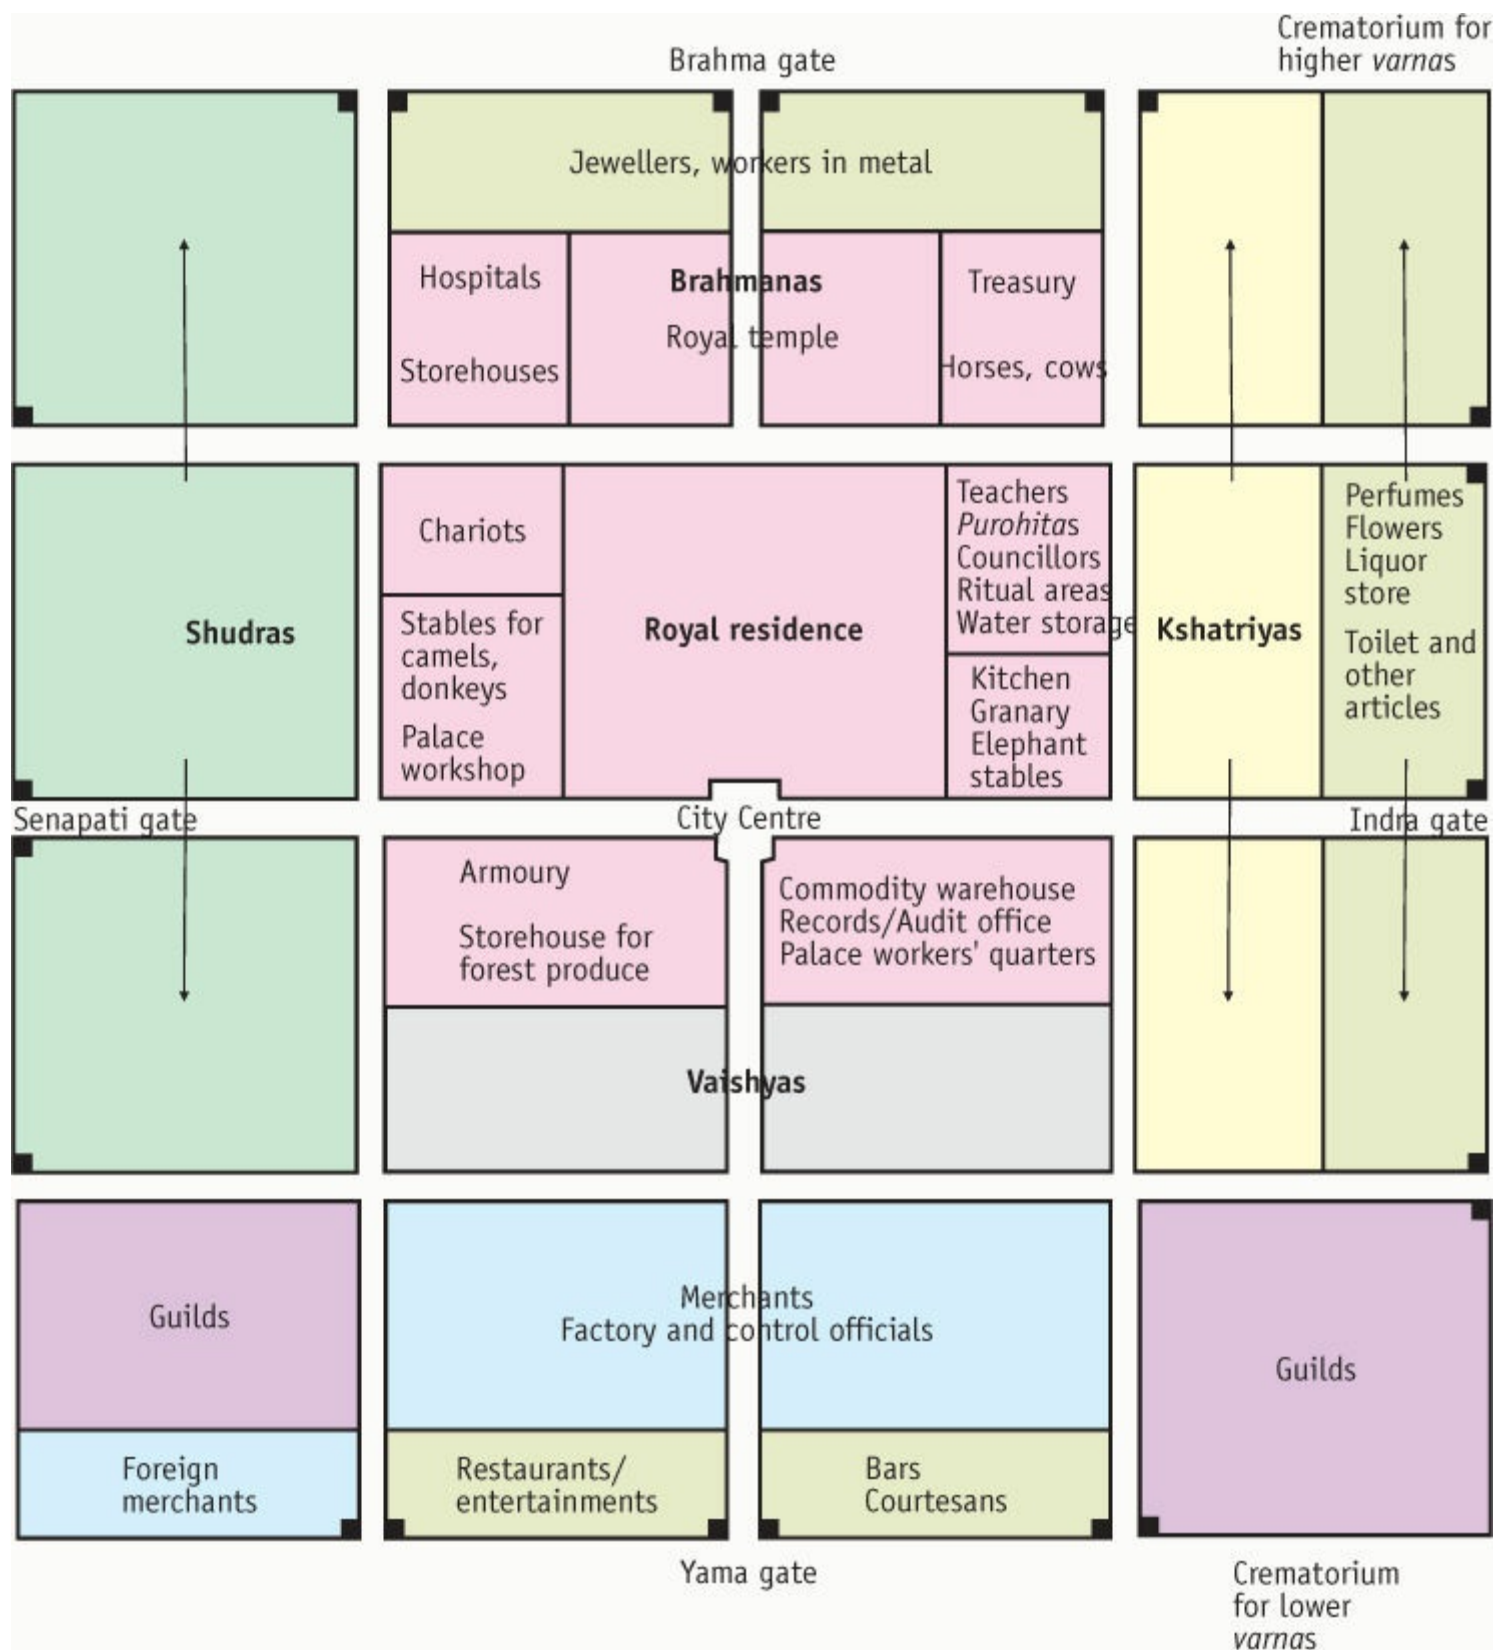 Crematorium for
higher varnas
Brahma gate
Jewellers, workers in metal
Hospitals
Storehouses
Brahmanas
Royal temple
Treasury
Horses, cows
Shudras
Chariots
Stables for
camels,
donkeys
Palace
workshop
Royal residence
Teachers
Purohitas
Councillors
Ritual areas
Water storage
Kitchen
Granary
Elephant
stables
Kshatriyas
Perfumes
Flowers
Liquor
store
Toilet and
other
articles
Senapati gate
City Centre
Indra gate
Armoury
Storehouse for
forest produce
Commodity warehouse
Records/Audit office
Palace workers' quarters
Vaishyas
Guilds
Merchants
Factory and control officials
Guilds
Foreign
merchants
Restaurants/
entertainments
Bars
Courtesans
Yama gate
Crematorium
for lower
varnas